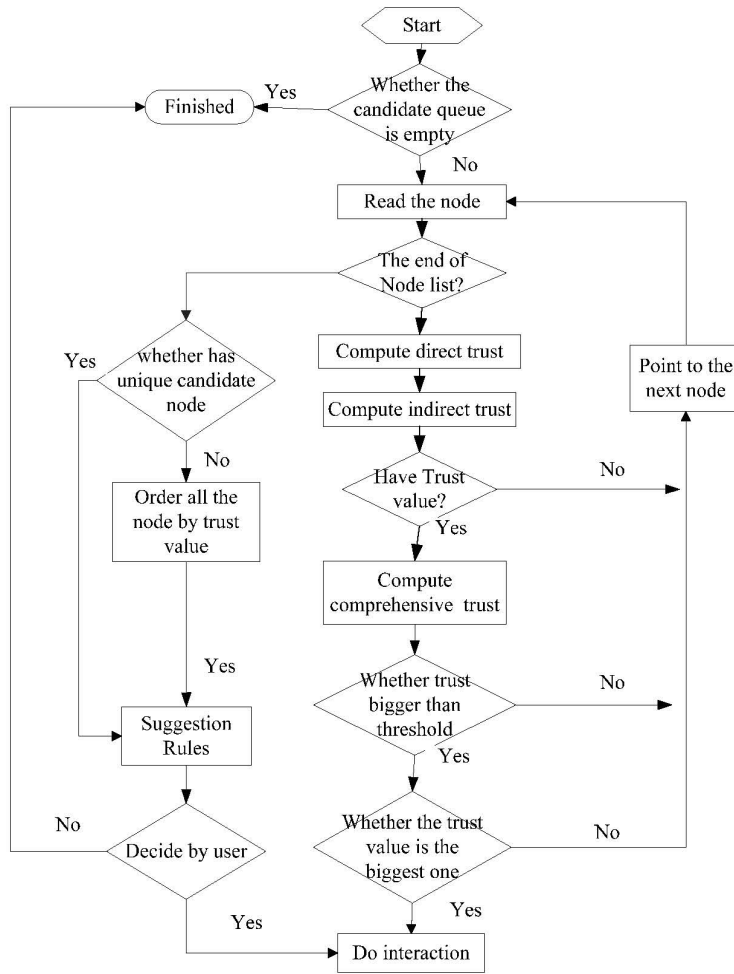 Start
Whether the
candidate queue
is empty
Yes
Finished
No
Read the node
The end of
Node list?
Compute direct trust
Compute indirect trust
Point to the
next node
Yes
whether has
unique candidate
node
No
Order all the
node by trust
value
Have Trust
value?
No
Yes
Compute
comprehensive trust
Yes
Whether trust
bigger than
threshold
No
Yes
Suggestion
Rules
No
Decide by user
Whether the trust
value is the
biggest one
No
Yes
Yes
Do interaction